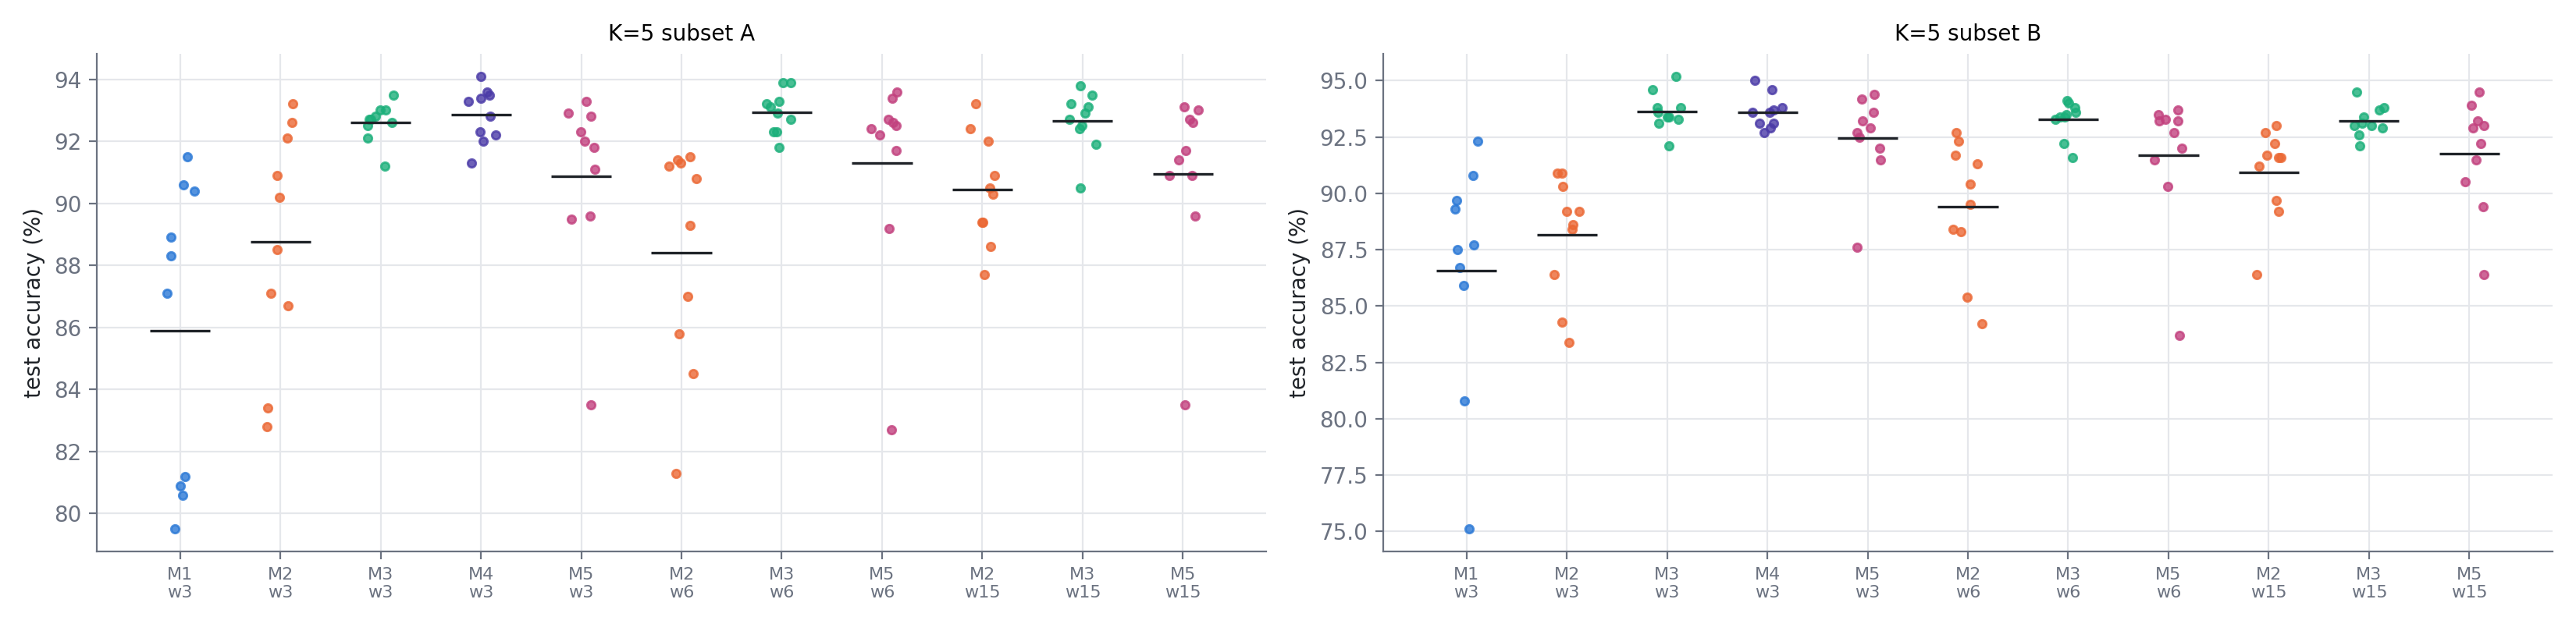 K=5 subset A
test accuracy (%)
94
92
90
88
86
84
82
80
M1 M2 M3 M4 M5 M2 M3 M5 M2 M3 M5
w3 w3 w3 w3 w3 w6 w6 w6 w15 w15 w15
K=5 subset B
test accuracy (%)
95.0
92.5
90.0
87.5
85.0
82.5
80.0
77.5
75.0
M1 M2 M3 M4 M5 M2 M3 M5 M2 M3 M5
w3 w3 w3 w3 w3 w6 w6 w6 w15 w15 w15